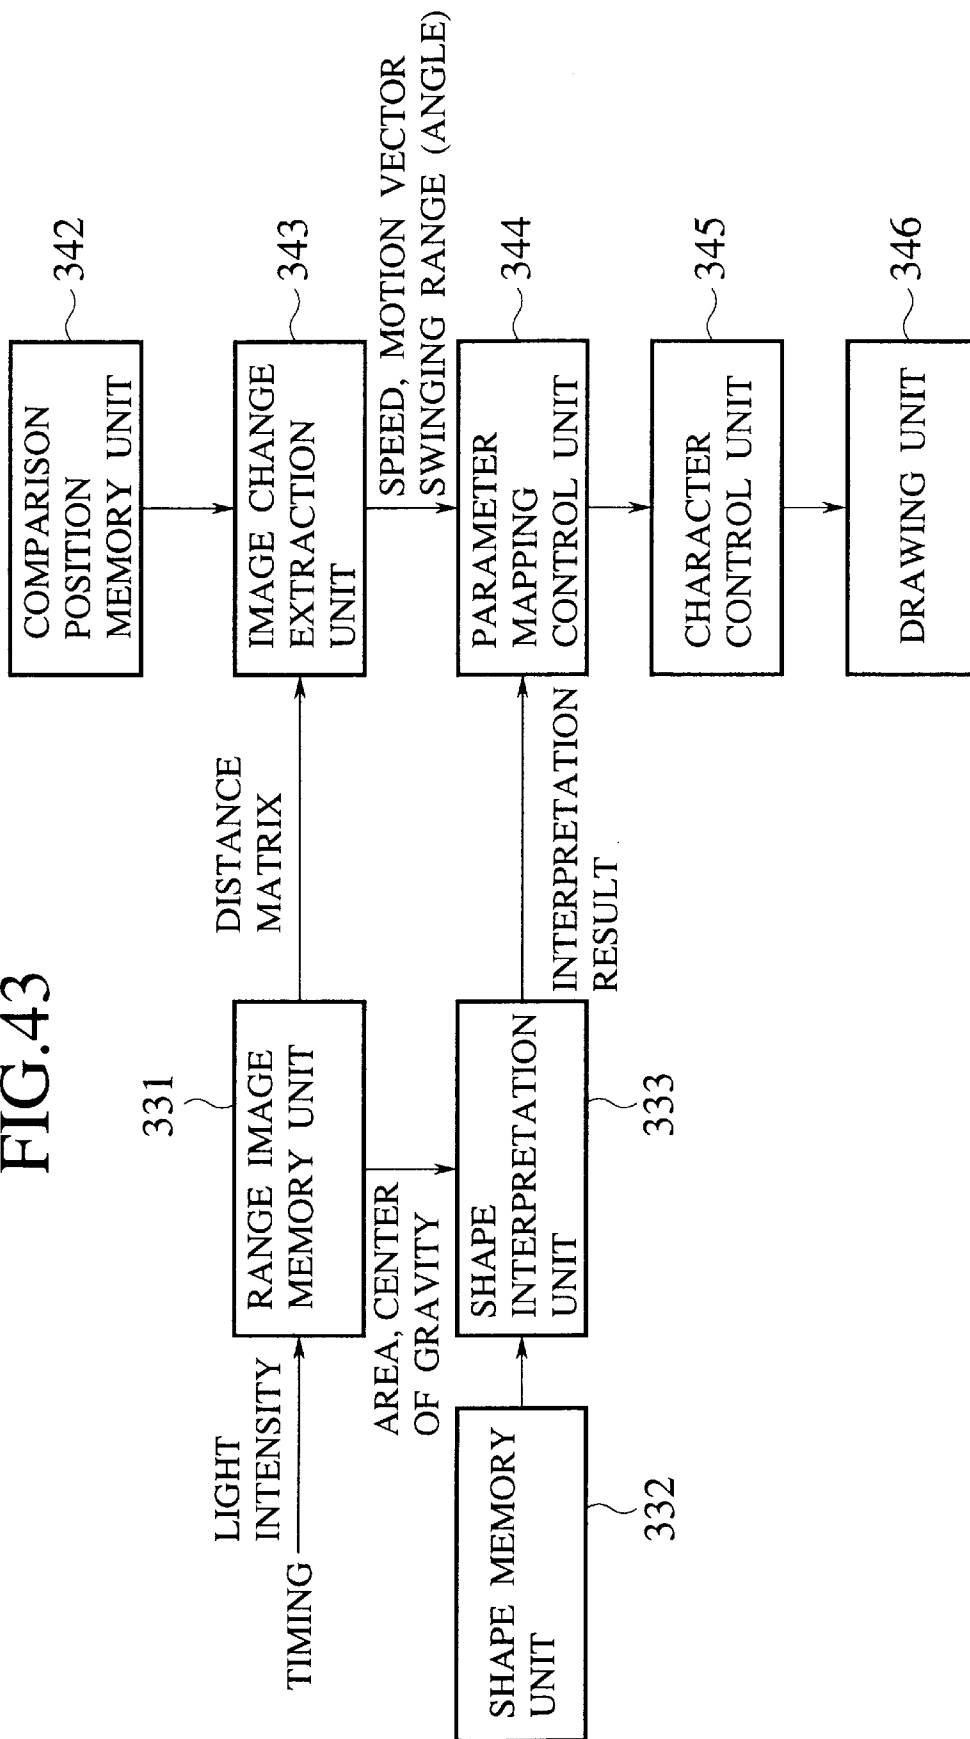 FIG.43
COMPARISON
POSITION
MEMORY UNIT
342
LIGHT
INTENSITY
TIMING
331
RANGE IMAGE
MEMORY UNIT
DISTANCE
MATRIX
IMAGE CHANGE
EXTRACTION
UNIT
343
AREA, CENTER
OF GRAVITY
SPEED, MOTION VECTOR
SWINGING RANGE (ANGLE)
SHAPE MEMORY
UNIT
332
SHAPE
INTERPRETATION
UNIT
333
INTERPRETATION
RESULT
PARAMETER
MAPPING
CONTROL UNIT
344
CHARACTER
CONTROL UNIT
345
DRAWING UNIT
346